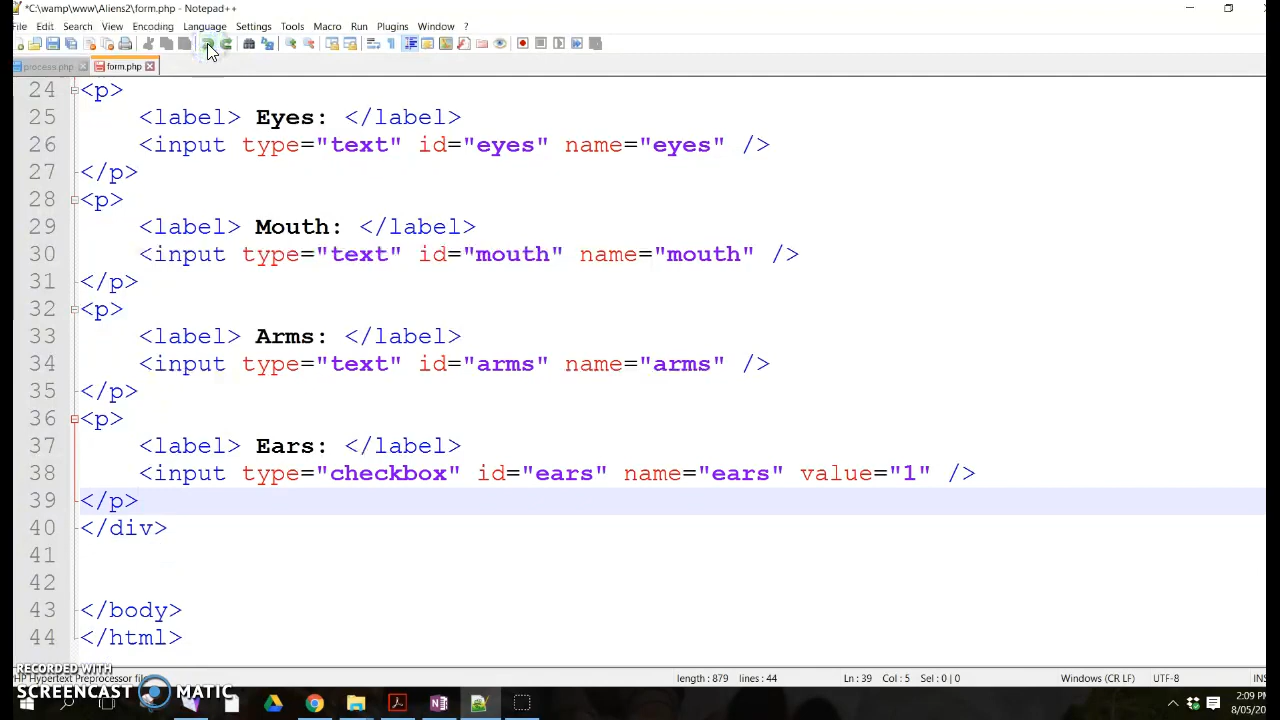 *C:\wamp\www\Aliens2\form.php - Notepad++
File Edit Search View Encoding Language Settings Tools Macro Run Plugins Window ?
process.php form.php
24 <p>
25 <label> Eyes: </label>
26 <input type="text" id="eyes" name="eyes" />
27 </p>
28 <p>
29 <label> Mouth: </label>
30 <input type="text" id="mouth" name="mouth" />
31 </p>
32 <p>
33 <label> Arms: </label>
34 <input type="text" id="arms" name="arms" />
35 </p>
36 <p>
37 <label> Ears: </label>
38 <input type="checkbox" id="ears" name="ears" value="1" />
39 </p>
40 </div>
41
42
43 </body>
44 </html>
RECORDED WITH
PHP Hypertext Preprocessor fil length : 879 lines : 44 Ln : 39 Col : 5 Sel : 0 | 0 Windows (CR LF) UTF-8 INS
SCREENCAST MATIC
2:09 PM
8/05/20